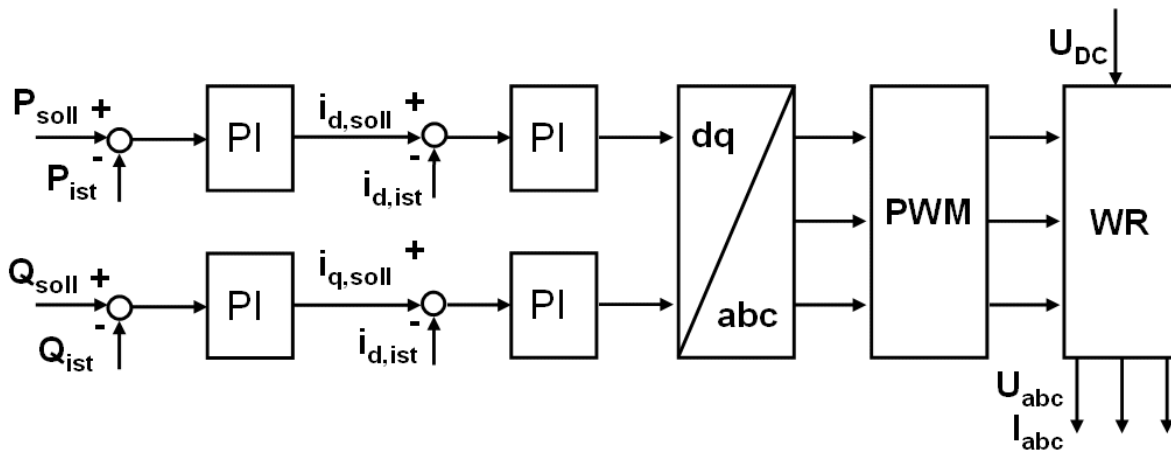 P_soll + -
P_ist
PI
i_d,soll + -
i_d,ist
PI
Q_soll + -
Q_ist
PI
i_q,soll + -
i_d,ist
PI
dq
abc
PWM
U_DC
WR
U_abc
I_abc